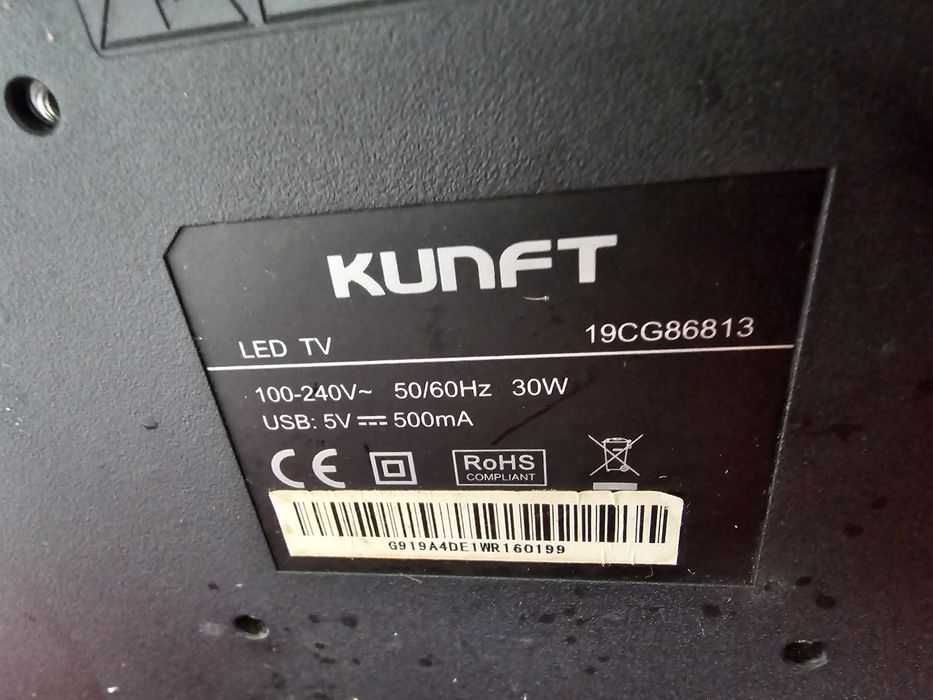 KUNFT
LED TV 19CG86813
100-240V~ 50/60Hz 30W
USB: 5V ⎓ 500mA
CE
RoHS
COMPLIANT
G919A4DE1WR160199